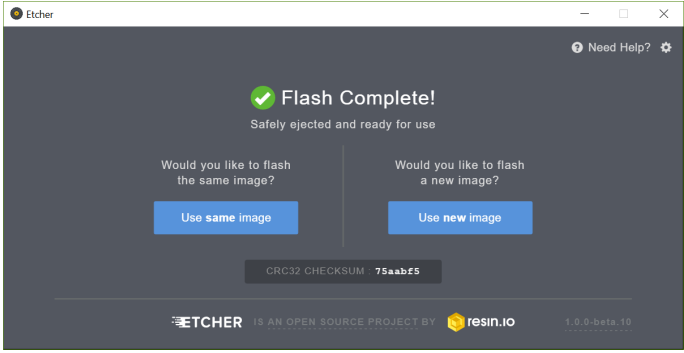 Etcher
Need Help?
Flash Complete!
Safely ejected and ready for use
Would you like to flash
the same image?
Use same image
Would you like to flash
a new image?
Use new image
CRC32 CHECKSUM : 75aabf5
ETCHER IS AN OPEN SOURCE PROJECT BY resin.io 1.0.0-beta.10